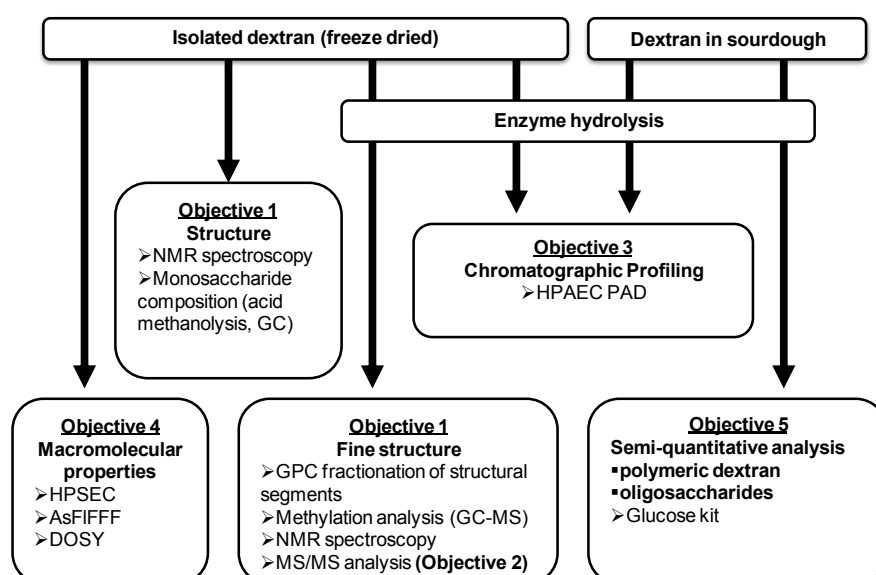 Isolated dextran (freeze dried)
Dextran in sourdough
Enzyme hydrolysis
Objective 1
Structure
➢NMR spectroscopy
➢Monosaccharide
composition (acid
methanolysis, GC)
Objective 3
Chromatographic Profiling
➢HPAEC PAD
Objective 4
Macromolecular
properties
➢HPSEC
➢AsFlFFF
➢DOSY
Objective 1
Fine structure
➢GPC fractionation of structural
segments
➢Methylation analysis (GC-MS)
➢NMR spectroscopy
➢MS/MS analysis (Objective 2)
Objective 5
Semi-quantitative analysis
▪polymeric dextran
▪oligosaccharides
➢Glucose kit